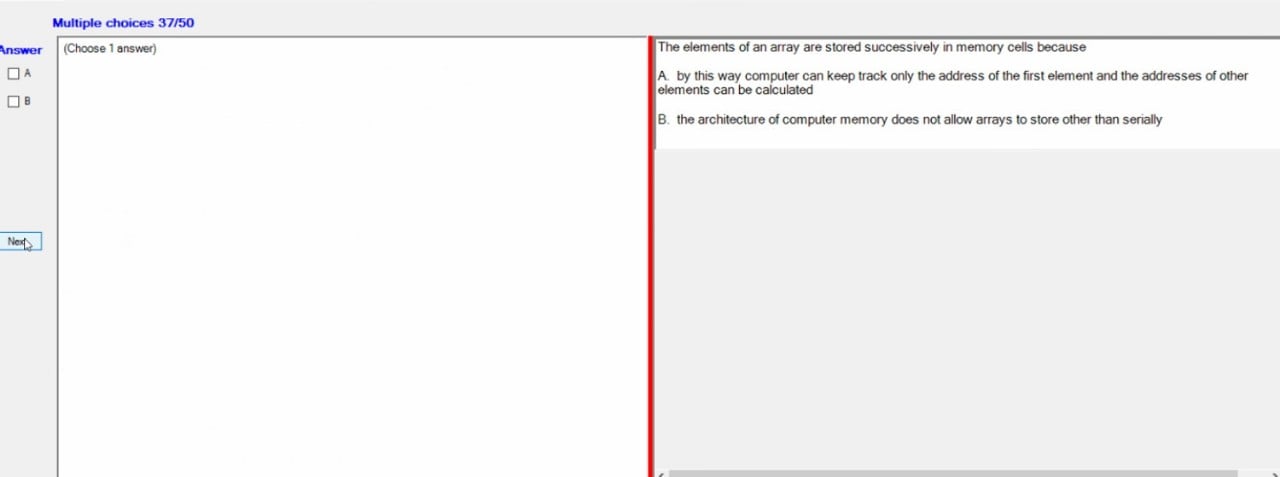 Multiple choices 37/50
Answer
(Choose 1 answer)
A
B
The elements of an array are stored successively in memory cells because
A. by this way computer can keep track only the address of the first element and the addresses of other
elements can be calculated
B. the architecture of computer memory does not allow arrays to store other than serially